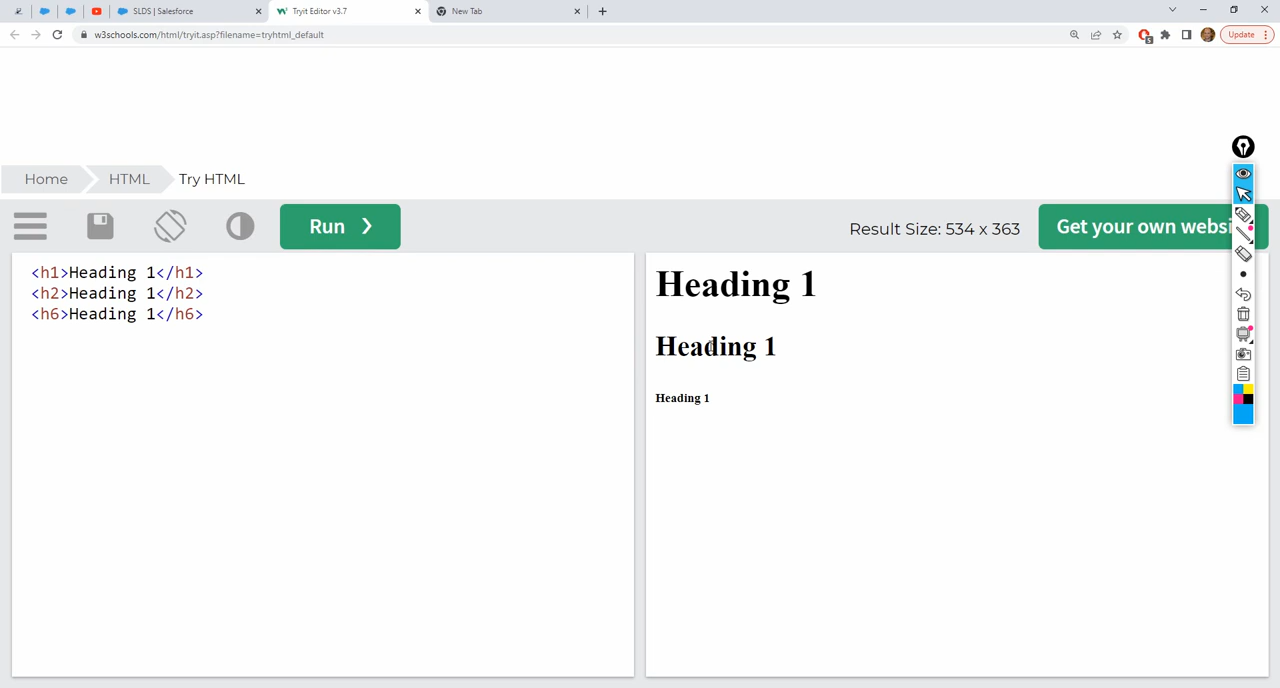 SLDS | Salesforce
Tryit Editor v3.7
New Tab
w3schools.com/html/tryit.asp?filename=tryhtml_default
5
Update
Home
HTML
Try HTML
Run ❯
Result Size: 534 x 363
Get your own websi
<h1>Heading 1</h1>
<h2>Heading 1</h2>
<h6>Heading 1</h6>
Heading 1
Heading 1
Heading 1